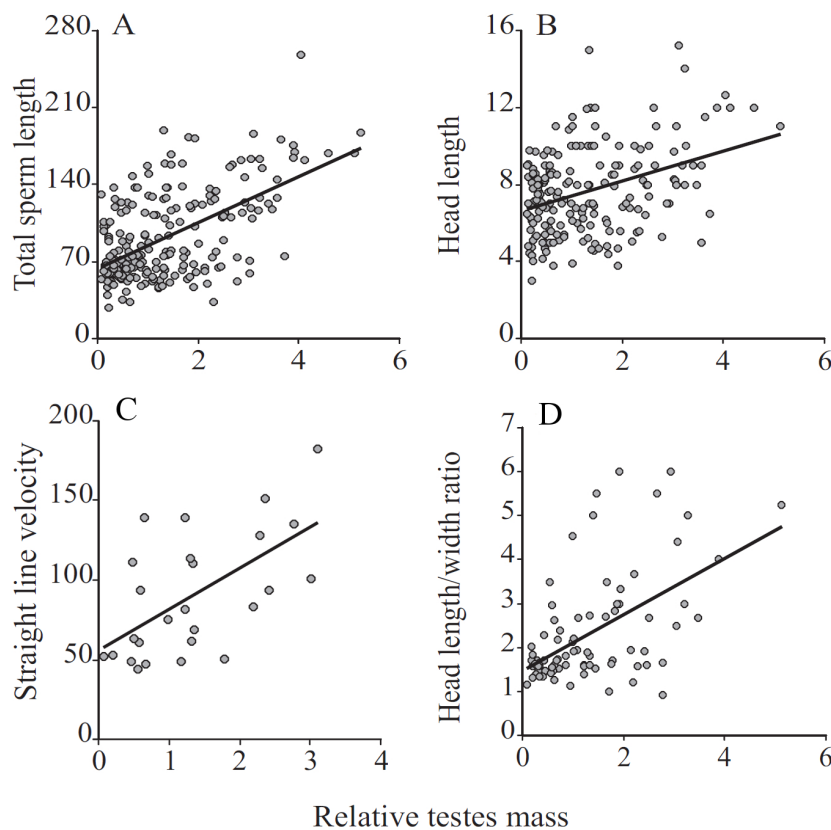 A
Total sperm length
280
210
140
70
0
0 2 4 6
B
Head length
16
12
8
4
0
0 2 4 6
C
Straight line velocity
200
150
100
50
0
0 1 2 3 4
D
Head length/width ratio
7
6
5
4
3
2
1
0
0 2 4 6
Relative testes mass